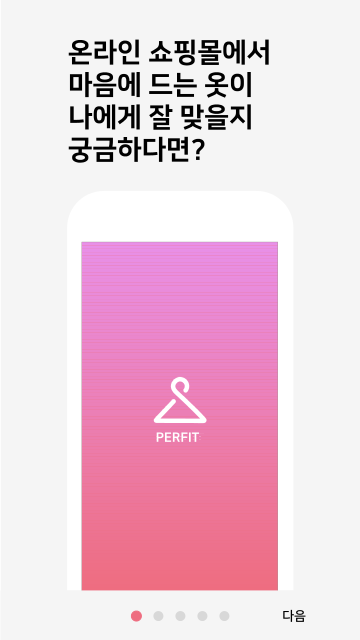 온라인 쇼핑몰에서
마음에 드는 옷이
나에게 잘 맞을지
궁금하다면?
PERFIT
다음